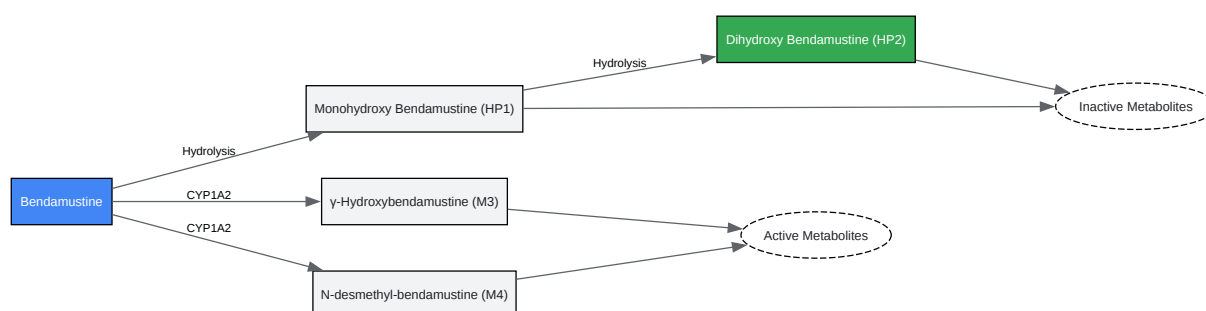 Dihydroxy Bendamustine (HP2)
Hydrolysis
Monohydroxy Bendamustine (HP1)
Inactive Metabolites
Hydrolysis
Bendamustine
CYP1A2
γ-Hydroxybendamustine (M3)
CYP1A2
Active Metabolites
N-desmethyl-bendamustine (M4)